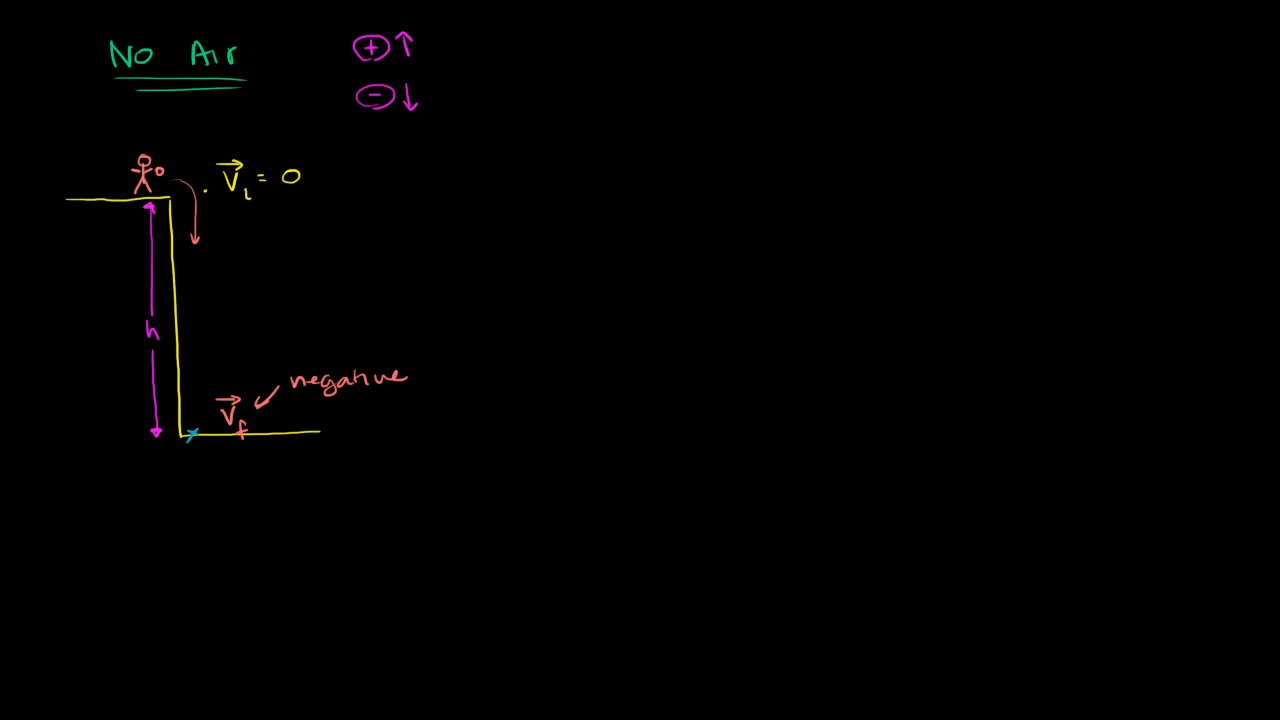 No Air
+ ↑
- ↓
V⃗i = 0
h
negative
V⃗f